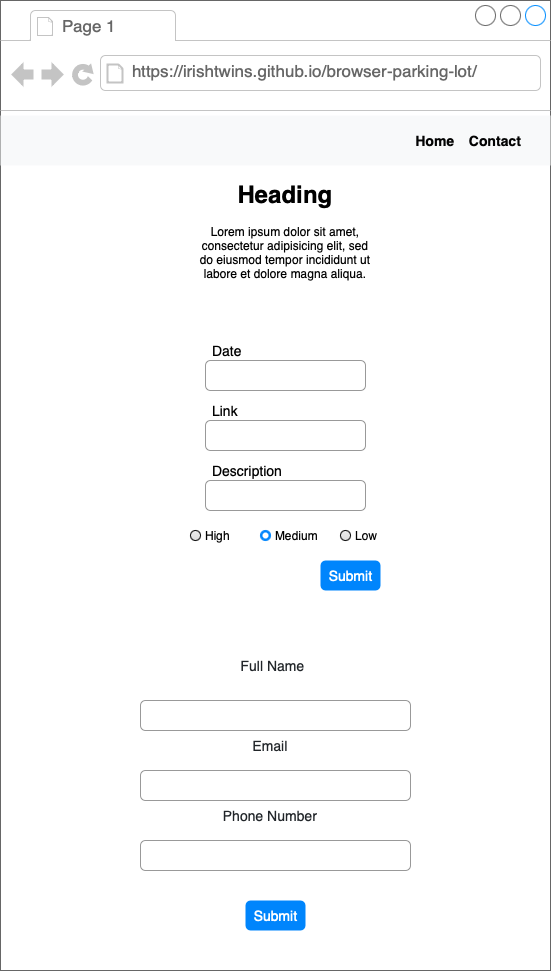 Page 1
https://irishtwins.github.io/browser-parking-lot/
Home Contact
Heading
Lorem ipsum dolor sit amet,
consectetur adipisicing elit, sed
do eiusmod tempor incididunt ut
labore et dolore magna aliqua.
Date
Link
Description
High Medium Low
Submit
Full Name
Email
Phone Number
Submit